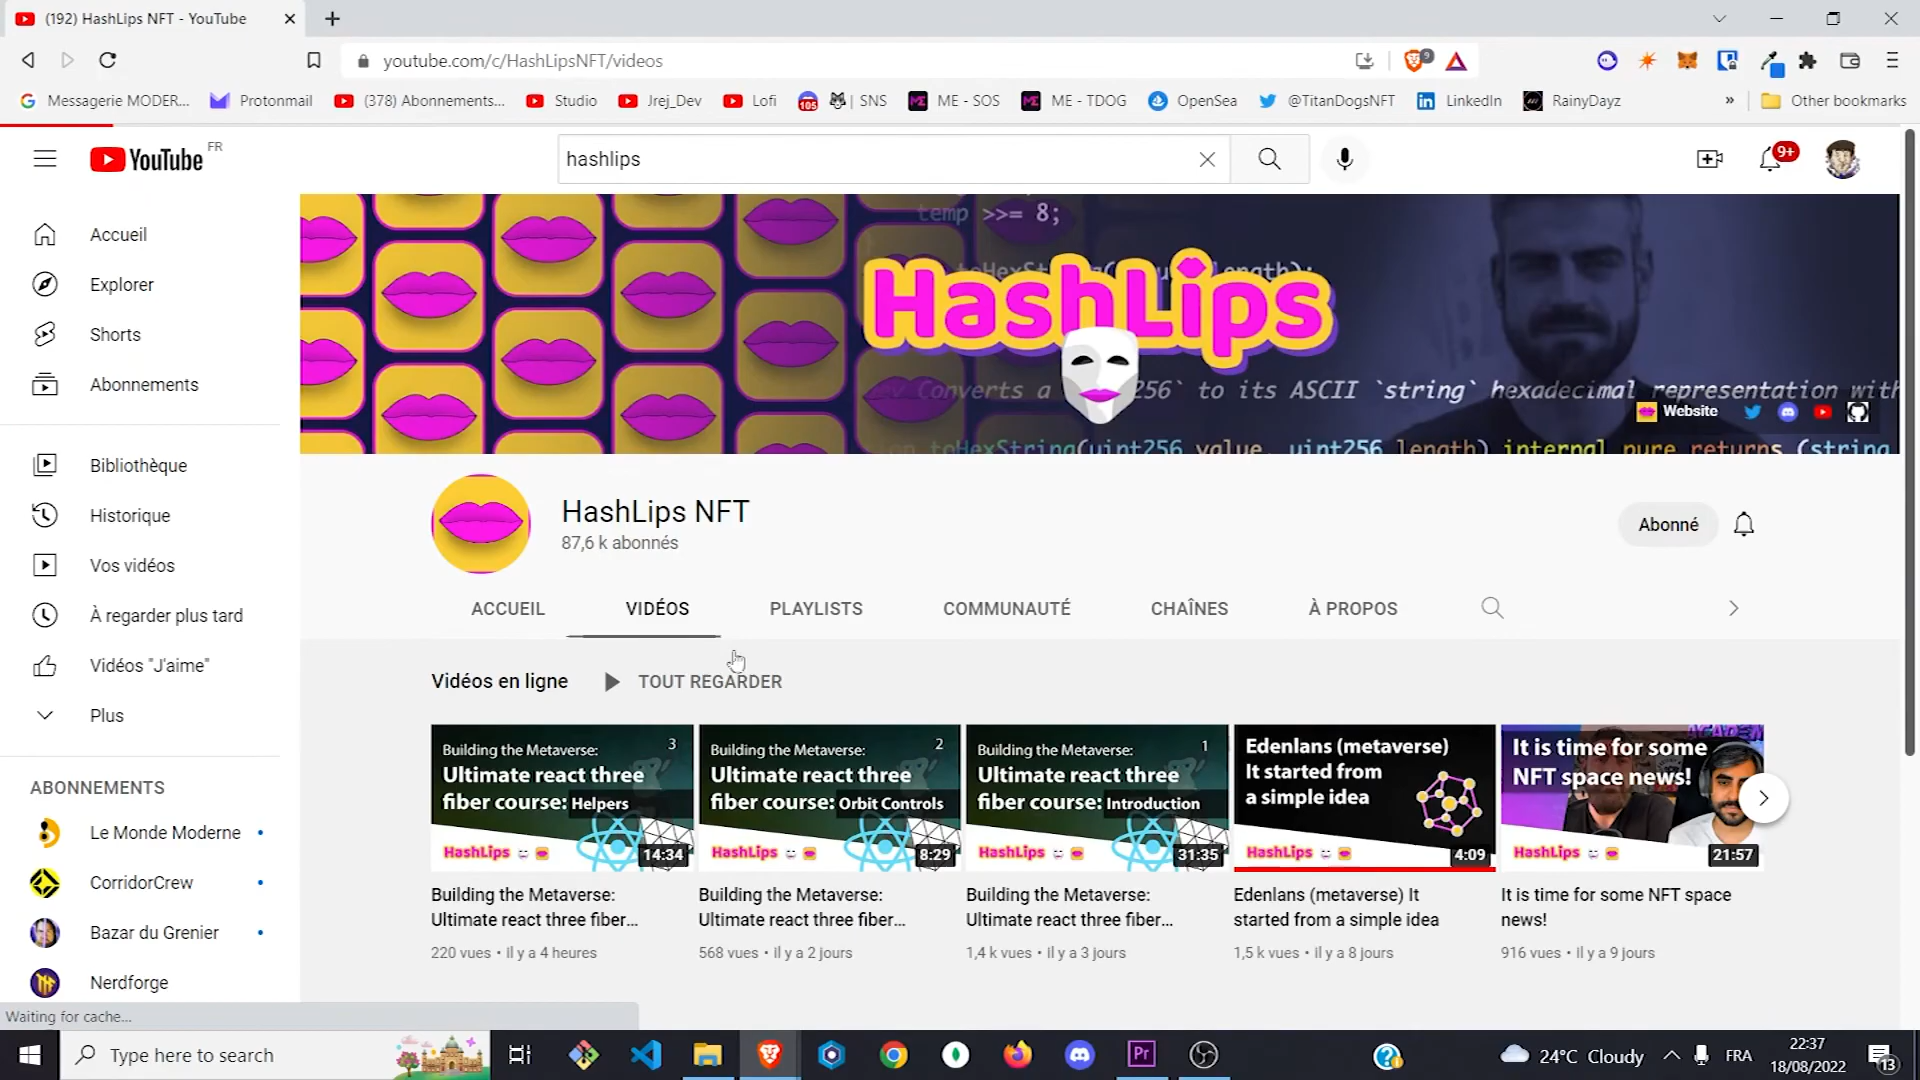 (192) HashLips NFT - YouTube
youtube.com/c/HashLipsNFT/videos
9
Messagerie MODER...
Protonmail
(378) Abonnements...
Studio
Jrej_Dev
Lofi
105
| SNS
ME - SOS
ME - TDOG
OpenSea
@TitanDogsNFT
LinkedIn
RainyDayz
»
Other bookmarks
YouTube FR
hashlips
9+
Accueil
Explorer
Shorts
Abonnements
Bibliothèque
Historique
Vos vidéos
À regarder plus tard
Vidéos "J'aime"
Plus
ABONNEMENTS
Le Monde Moderne
CorridorCrew
Bazar du Grenier
Nerdforge
Waiting for cache...
temp >>= 8;
HashLips
256` to its ASCII `string` hexadecimal representation with
Website
toHexString(uint256 value, uint256 length) internal pure returns (string
HashLips NFT
87,6 k abonnés
Abonné
ACCUEIL
VIDÉOS
PLAYLISTS
COMMUNAUTÉ
CHAÎNES
À PROPOS
Vidéos en ligne
TOUT REGARDER
Building the Metaverse: 3
Ultimate react three
fiber course: Helpers
HashLips
14:34
Building the Metaverse:
Ultimate react three fiber...
220 vues • il y a 4 heures
Building the Metaverse: 2
Ultimate react three
fiber course: Orbit Controls
HashLips
8:29
Building the Metaverse:
Ultimate react three fiber...
568 vues • il y a 2 jours
Building the Metaverse: 1
Ultimate react three
fiber course: Introduction
HashLips
31:35
Building the Metaverse:
Ultimate react three fiber...
1,4 k vues • il y a 3 jours
Edenlans (metaverse)
It started from
a simple idea
HashLips
4:09
Edenlans (metaverse) It
started from a simple idea
1,5 k vues • il y a 8 jours
It is time for some
NFT space news!
HashLips
21:57
It is time for some NFT space
news!
916 vues • il y a 9 jours
Type here to search
Pr
24°C Cloudy
FRA
22:37
18/08/2022
13